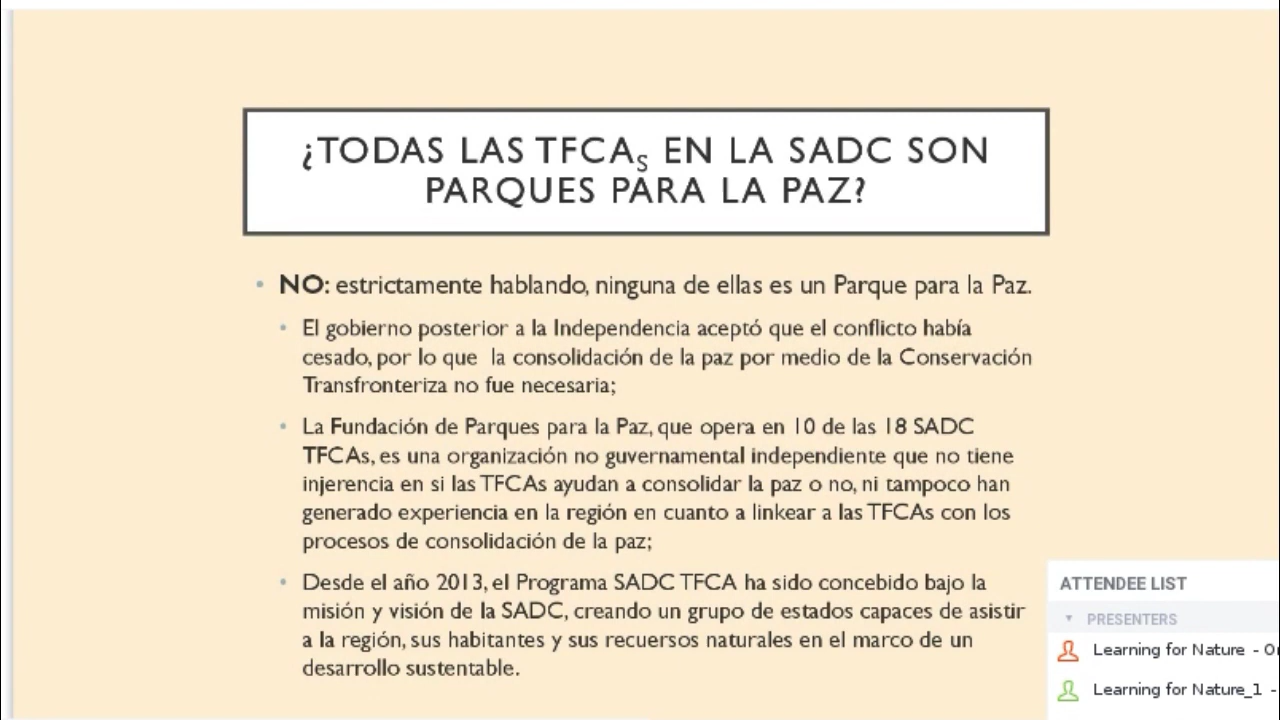 ¿TODAS LAS TFCAs EN LA SADC SON
PARQUES PARA LA PAZ?
• NO: estrictamente hablando, ninguna de ellas es un Parque para la Paz.
• El gobierno posterior a la Independencia aceptó que el conflicto había
cesado, por lo que la consolidación de la paz por medio de la Conservación
Transfronteriza no fue necesaria;
• La Fundación de Parques para la Paz, que opera en 10 de las 18 SADC
TFCAs, es una organización no guvernamental independiente que no tiene
injerencia en si las TFCAs ayudan a consolidar la paz o no, ni tampoco han
generado experiencia en la región en cuanto a linkear a las TFCAs con los
procesos de consolidación de la paz;
• Desde el año 2013, el Programa SADC TFCA ha sido concebido bajo la
misión y visión de la SADC, creando un grupo de estados capaces de asistir
a la región, sus habitantes y sus recuersos naturales en el marco de un
desarrollo sustentable.
ATTENDEE LIST
PRESENTERS
Learning for Nature - O
Learning for Nature_1 -